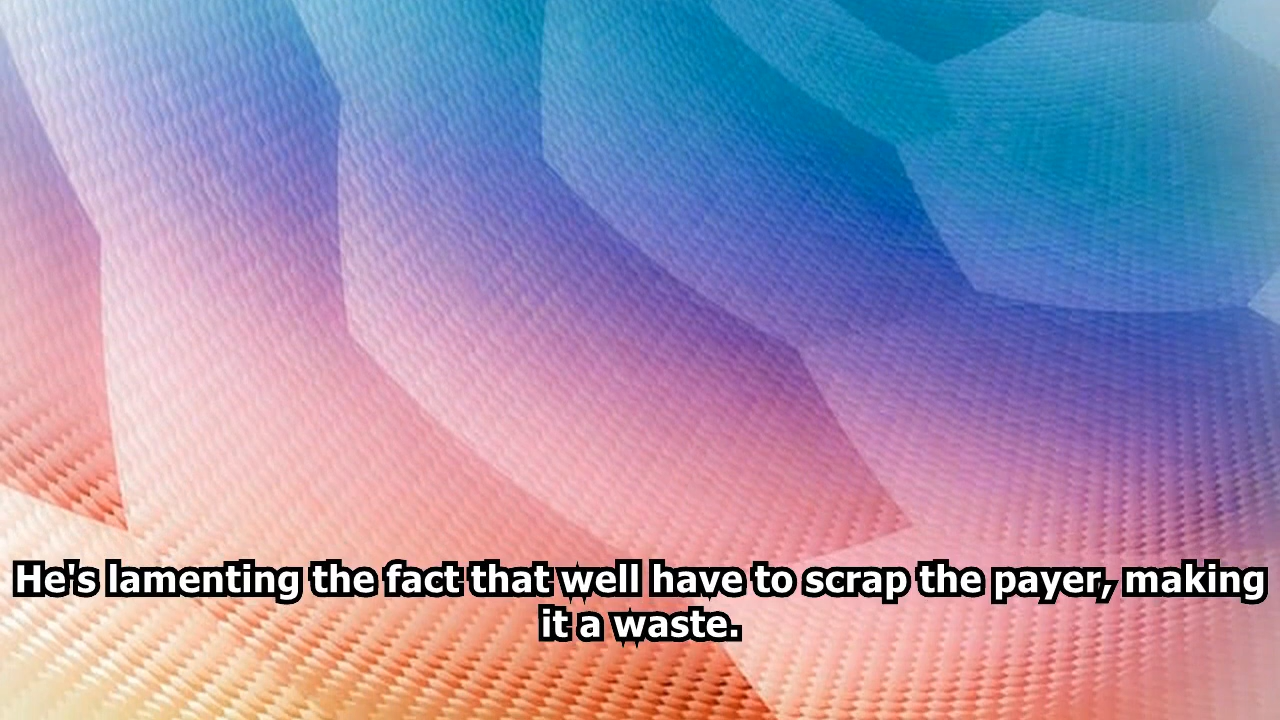 He's lamenting the fact that well have to scrap the payer, making
it a waste.